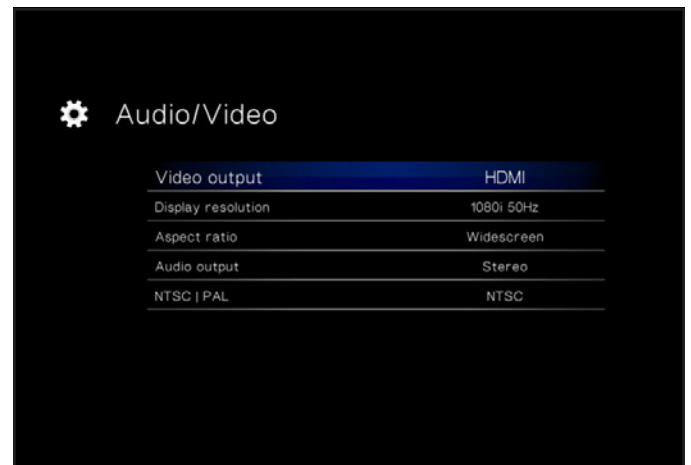 Audio/Video
Video output HDMI
Display resolution 1080i 50Hz
Aspect ratio Widescreen
Audio output Stereo
NTSC | PAL NTSC